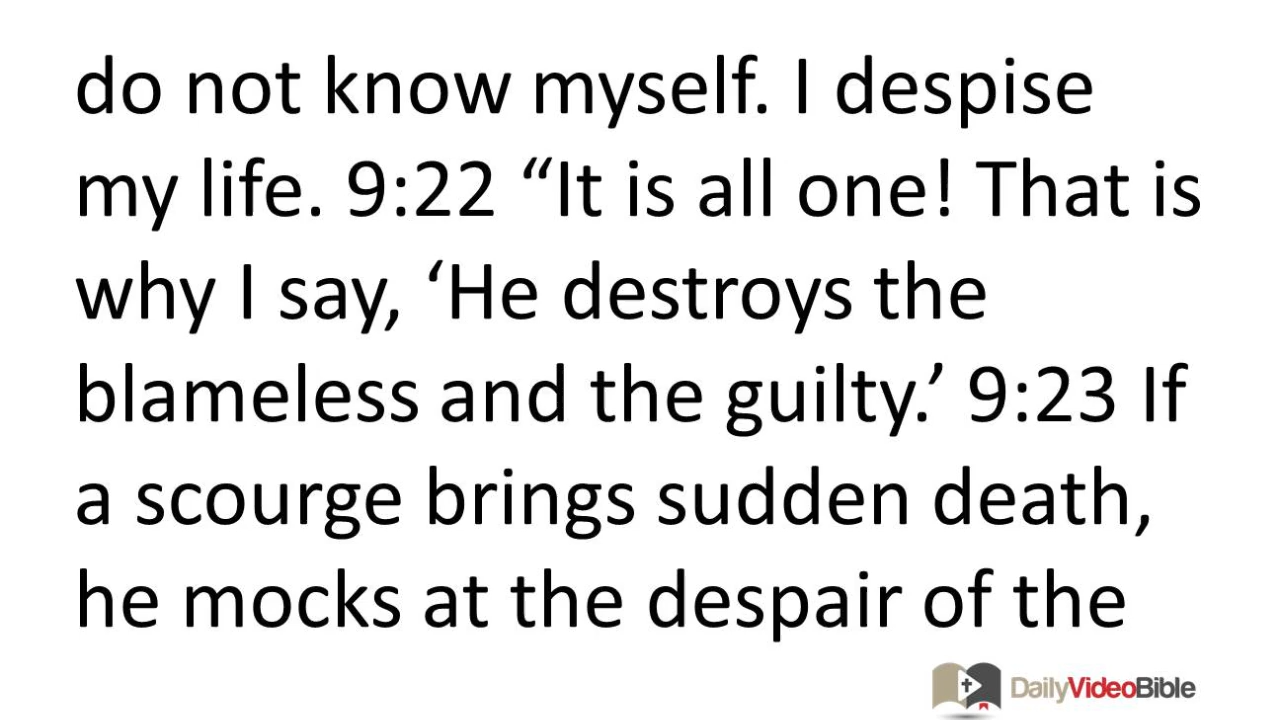 do not know myself. I despise
my life. 9:22 “It is all one! That is
why I say, ‘He destroys the
blameless and the guilty.’ 9:23 If
a scourge brings sudden death,
he mocks at the despair of the
DailyVideoBible